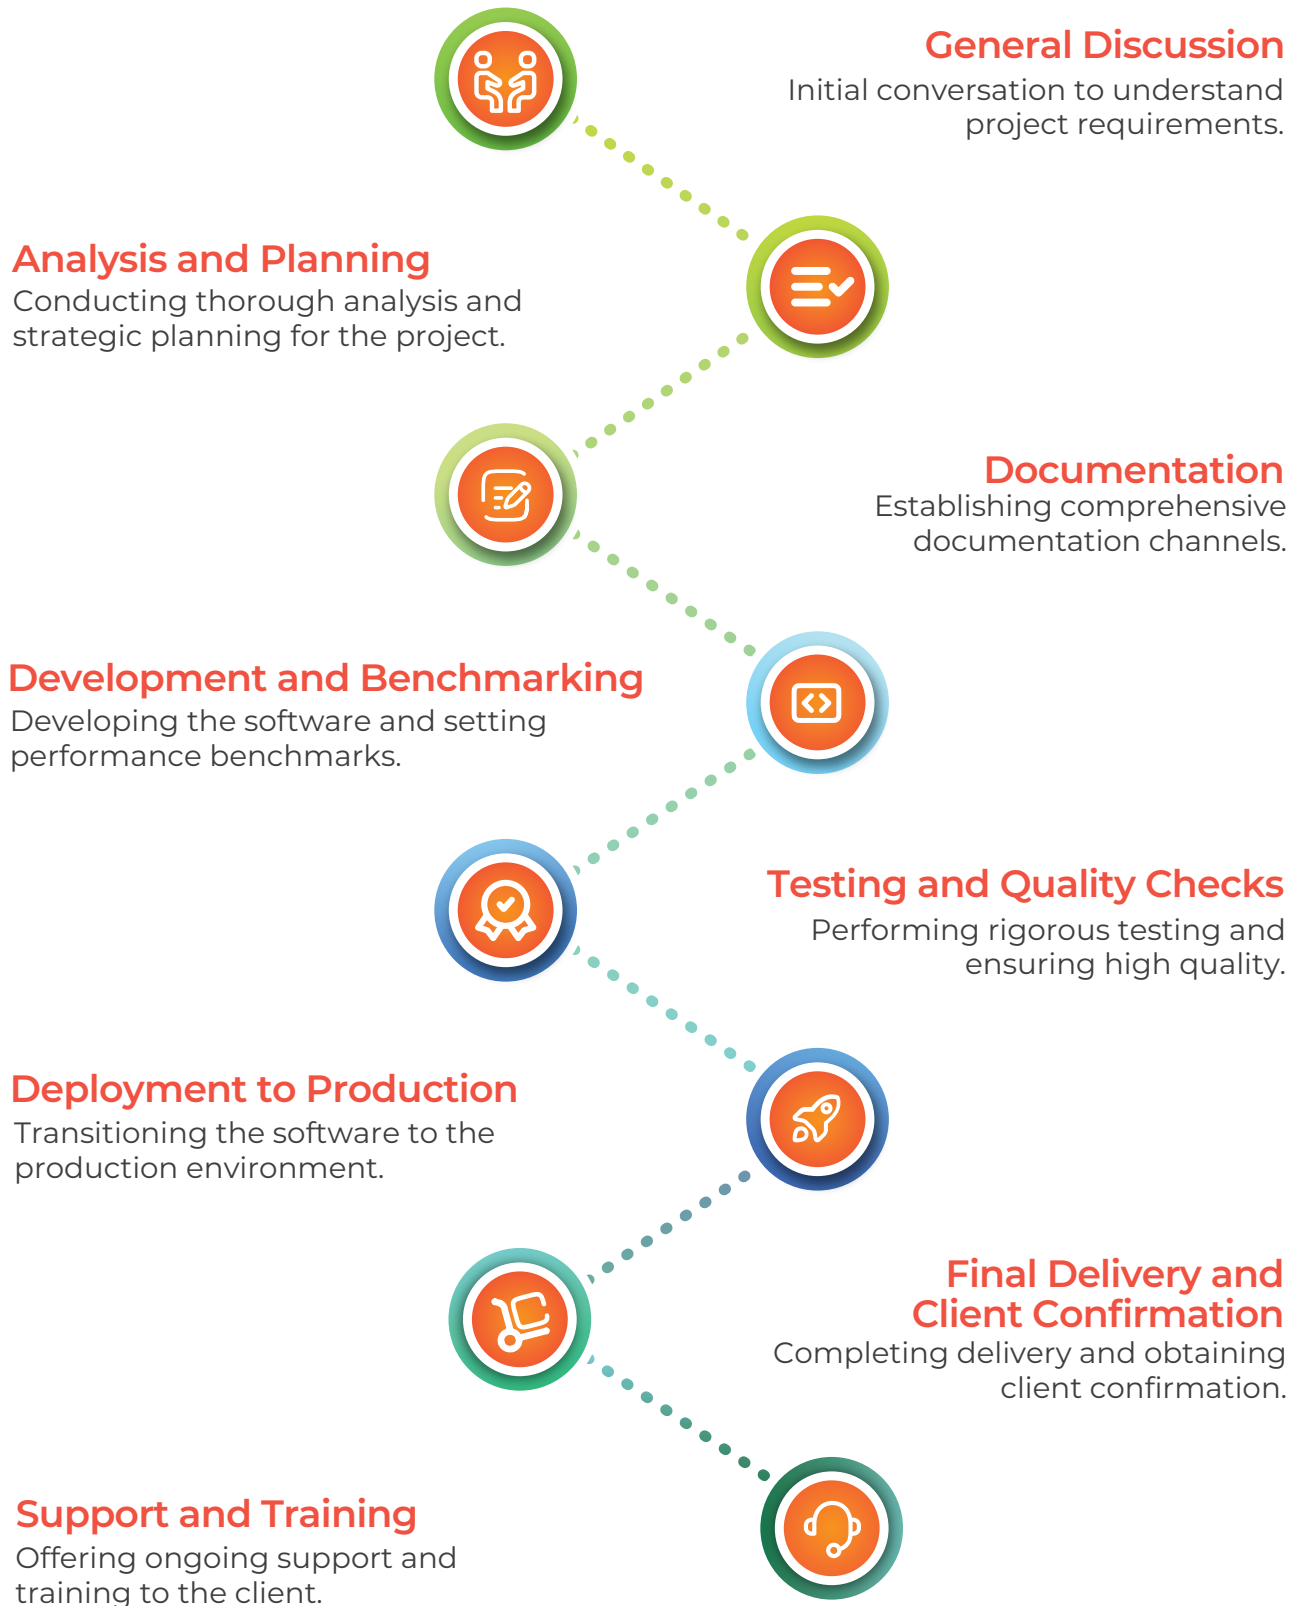 General Discussion
Initial conversation to understand
project requirements.
Analysis and Planning
Conducting thorough analysis and
strategic planning for the project.
Documentation
Establishing comprehensive
documentation channels.
Development and Benchmarking
Developing the software and setting
performance benchmarks.
Testing and Quality Checks
Performing rigorous testing and
ensuring high quality.
Deployment to Production
Transitioning the software to the
production environment.
Final Delivery and
Client Confirmation
Completing delivery and obtaining
client confirmation.
Support and Training
Offering ongoing support and
training to the client.